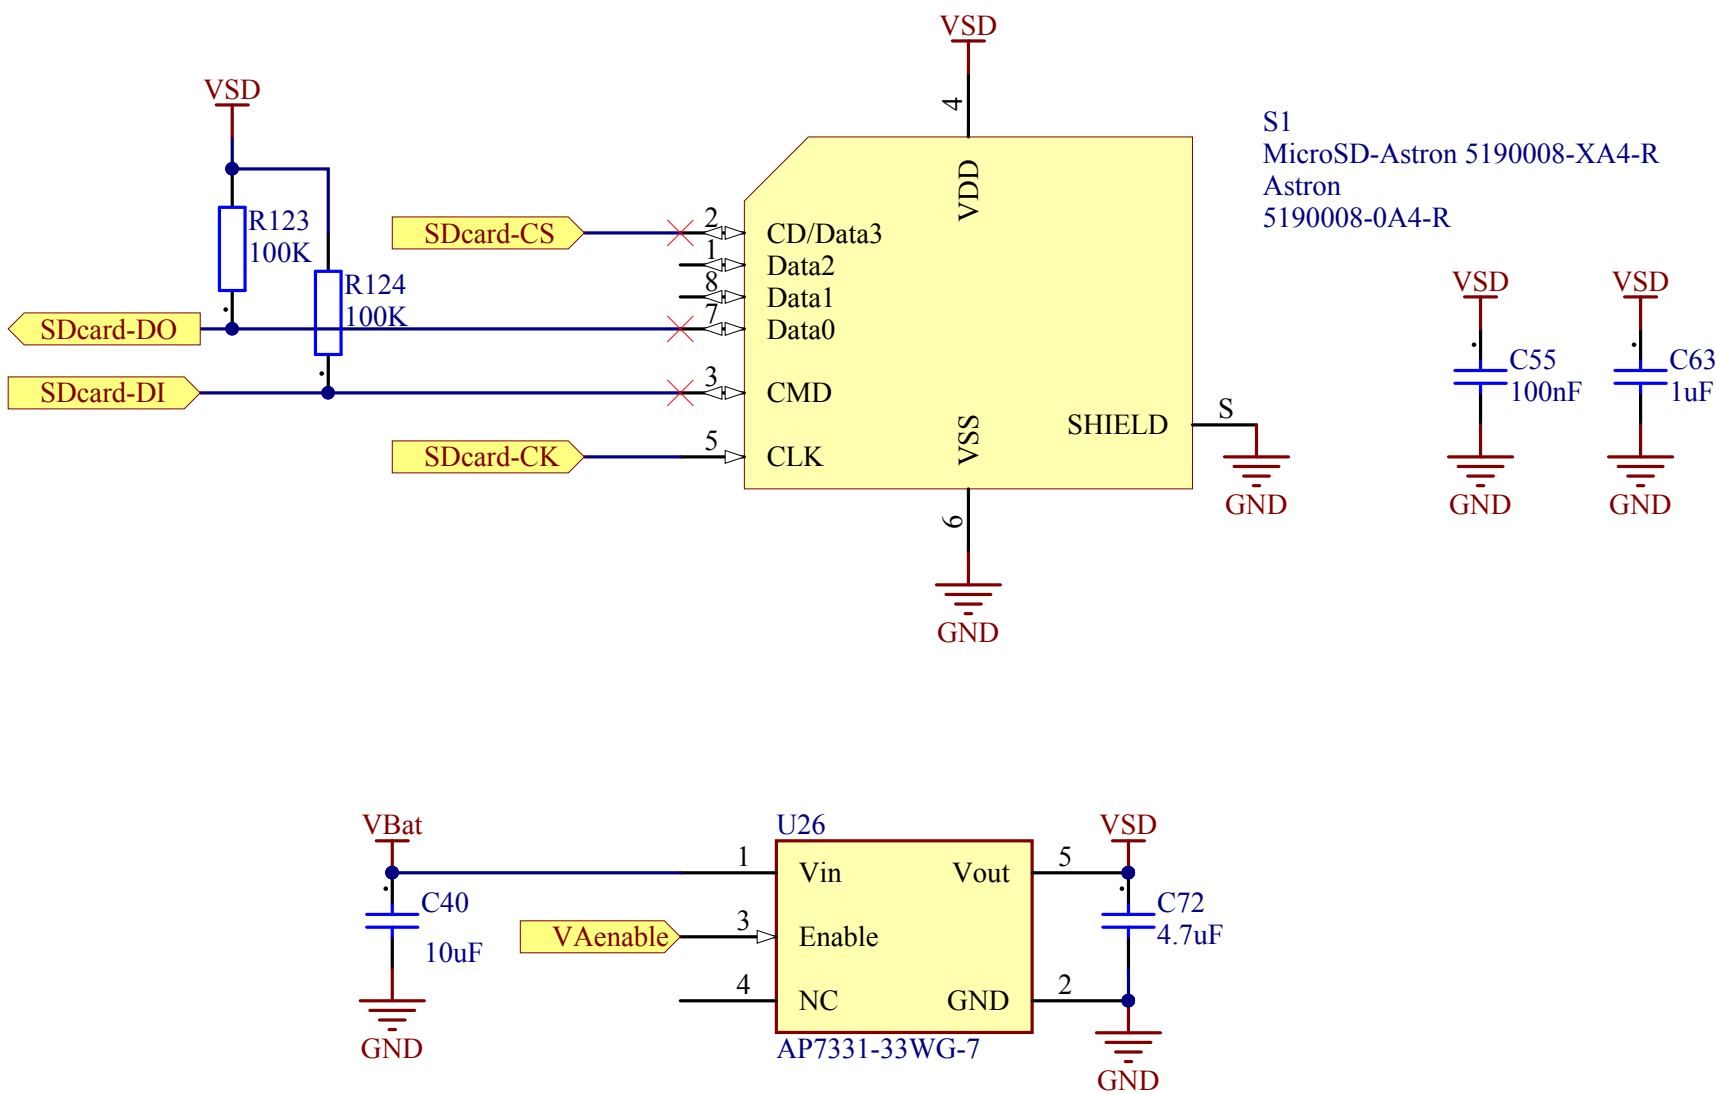 VSD
4
VSD
S1
MicroSD-Astron 5190008-XA4-R
Astron
5190008-0A4-R
VDD
R123
100K
SDcard-CS
2
CD/Data3
1
Data2
R124
100K
8
Data1
SDcard-DO
7
Data0
SDcard-DI
3
CMD
SHIELD
S
SDcard-CK
5
CLK
VSS
GND
6
GND
VSD
C55
100nF
GND
VSD
C63
1uF
GND
VBat
C40
10uF
GND
U26
1
Vin
VAenable
3
Enable
4
NC
Vout
5
GND
2
AP7331-33WG-7
VSD
C72
4.7uF
GND